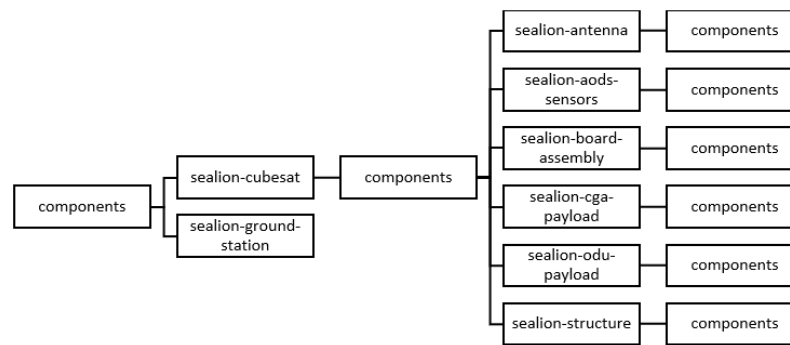 components
sealion-cubesat
sealion-ground-
station
components
sealion-antenna
components
sealion-aods-
sensors
components
sealion-board-
assembly
components
sealion-cga-
payload
components
sealion-odu-
payload
components
sealion-structure
components